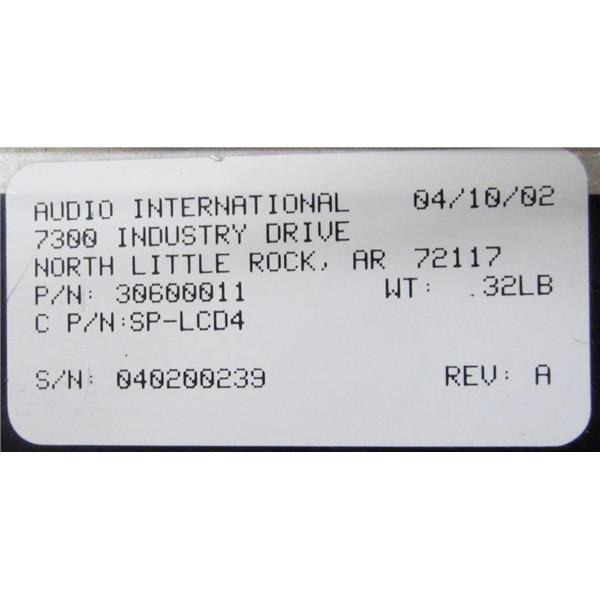 AUDIO INTERNATIONAL 04/10/02
7300 INDUSTRY DRIVE
NORTH LITTLE ROCK, AR 72117
P/N: 30600011 WT: .32LB
C P/N:SP-LCD4
S/N: 040200239 REV: A